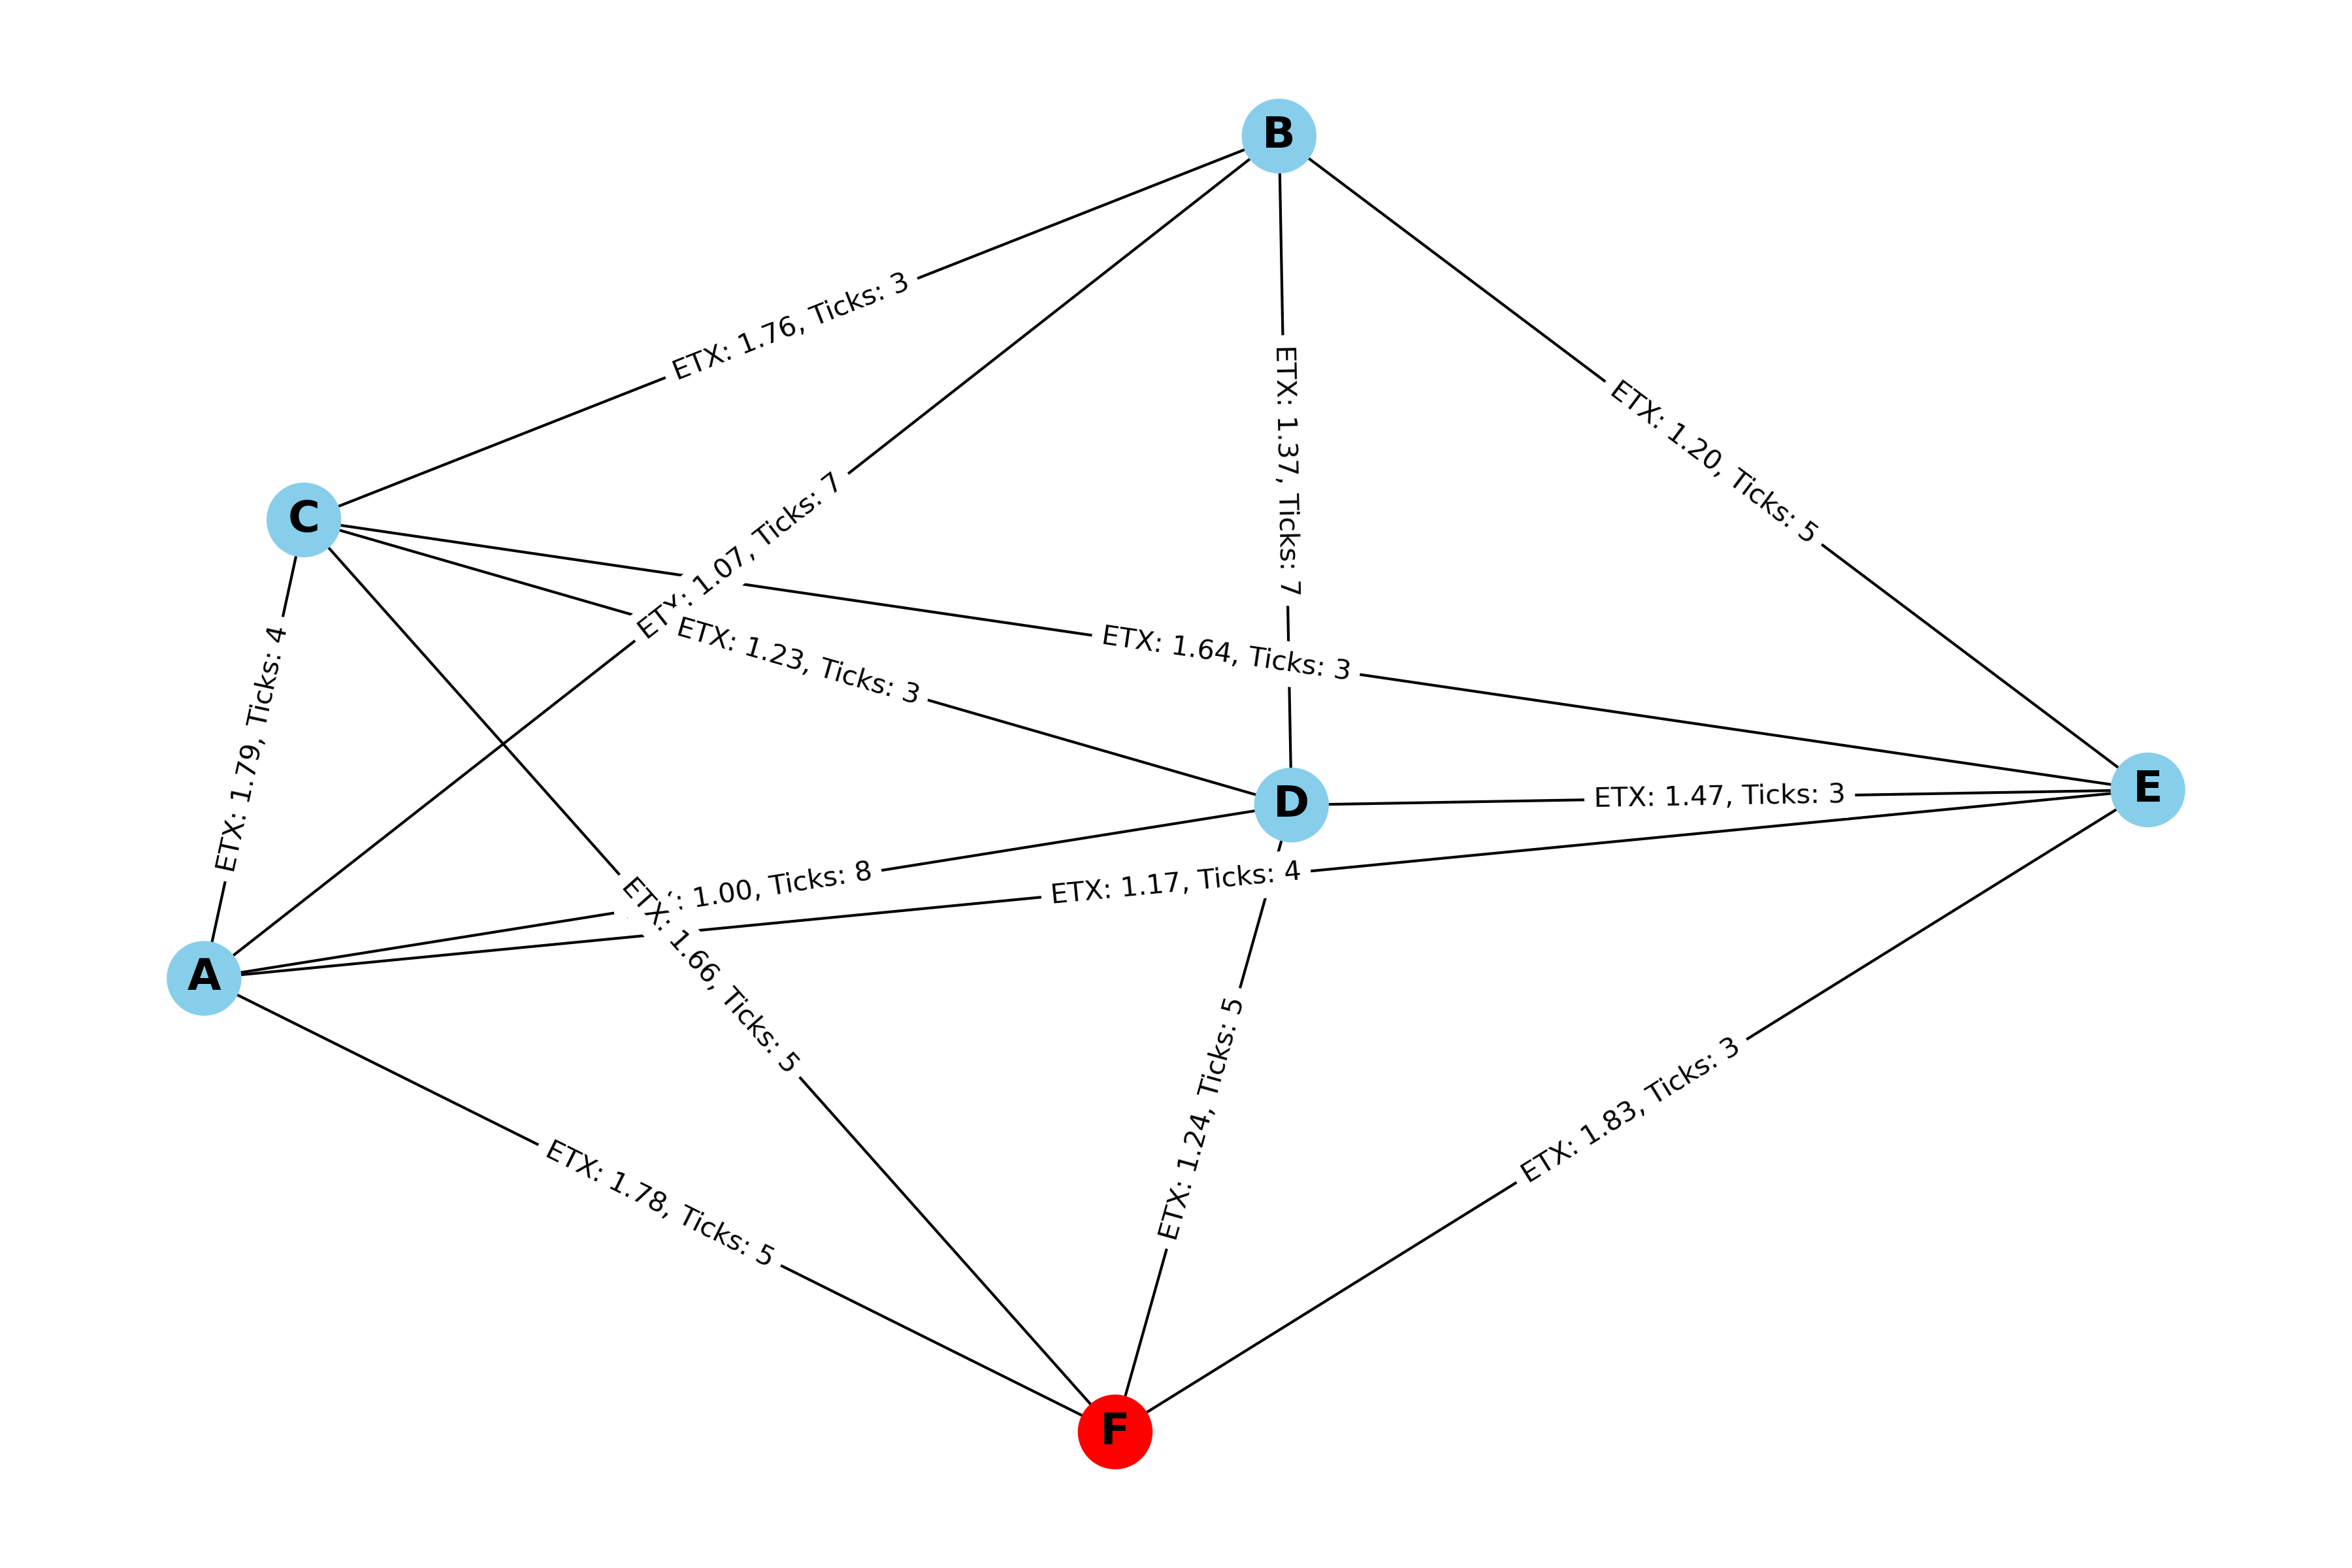 B
ETX: 1.76, Ticks: 3
ETX: 1.37, Ticks: 7
ETX: 1.20, Ticks: 5
C
ETX: 1.07, Ticks: 7
ETX: 1.23, Ticks: 3
ETX: 1.64, Ticks: 3
ETX: 1.79, Ticks: 4
D
ETX: 1.47, Ticks: 3
E
: 1.00, Ticks: 8
ETX: 1.17, Ticks: 4
A
ETX: 1.66, Ticks: 5
ETX: 1.24, Ticks: 5
ETX: 1.83, Ticks: 3
ETX: 1.78, Ticks: 5
F